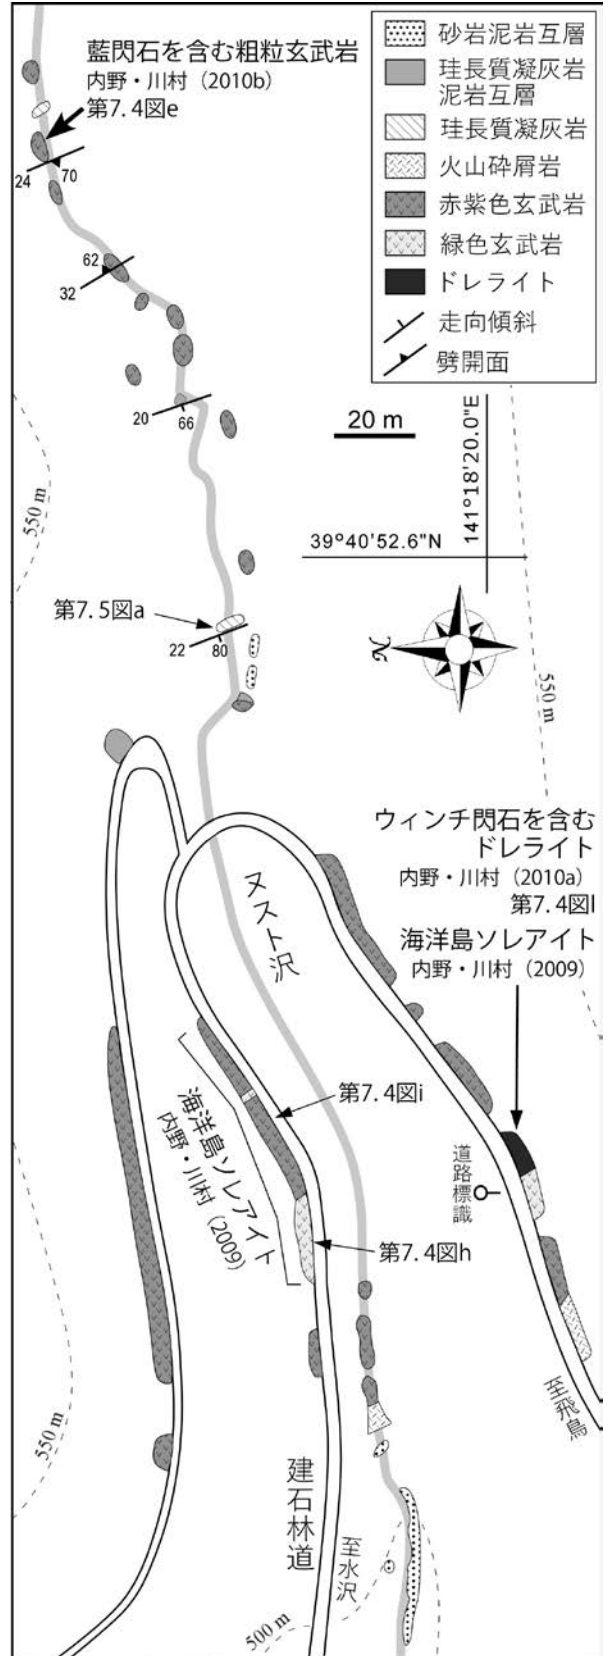 藍閃石を含む粗粒玄武岩
内野・川村（2010b）
第7.4図e
砂岩泥岩互層
珪長質凝灰岩
泥岩互層
珪長質凝灰岩
火山砕屑岩
赤紫色玄武岩
緑色玄武岩
ドレライト
走向傾斜
劈開面
24
70
62
32
20
66
20 m
141°18'20.0"E
39°40'52.6"N
550 m
第7.5図a
22
80
N
550 m
ウィンチ閃石を含む
ドレライト
内野・川村（2010a）
第7.4図l
海洋島ソレアイト
内野・川村（2009）
ヌスト沢
第7.4図i
海洋島ソレアイト
内野・川村（2009）
道路標識
第7.4図h
至飛鳥
550 m
建石林道
至水沢
500 m